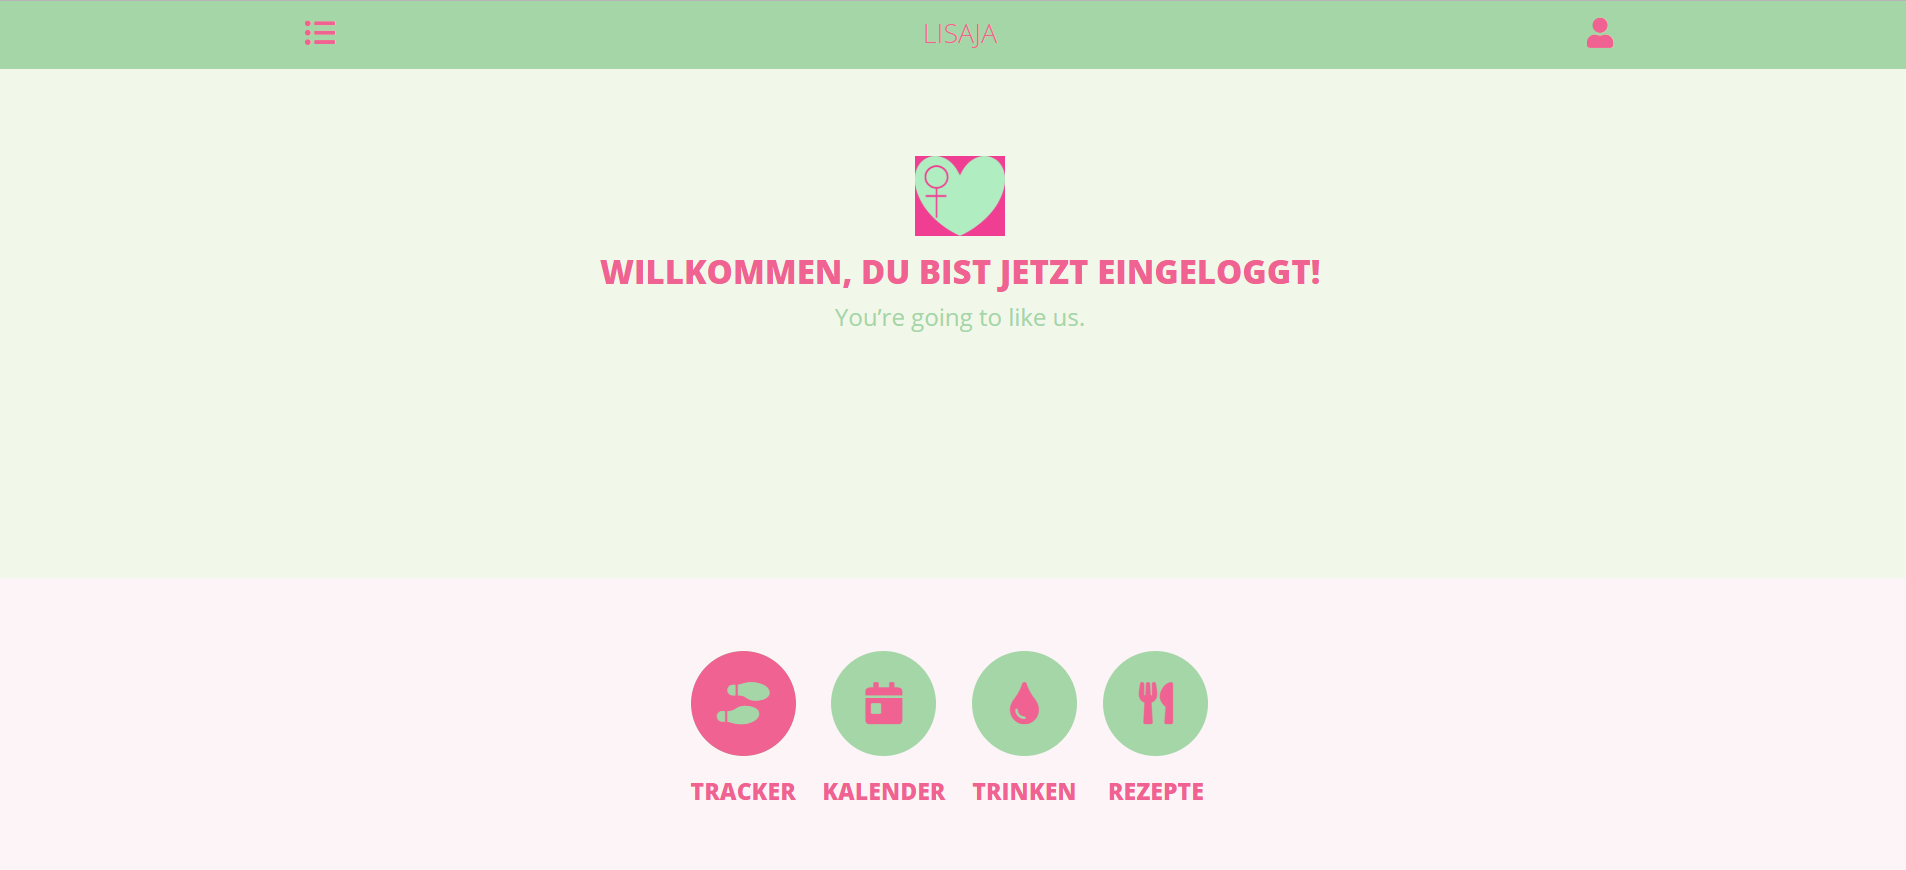 LISAJA
WILLKOMMEN, DU BIST JETZT EINGELOGGT!
You're going to like us.
TRACKER KALENDER TRINKEN REZEPTE